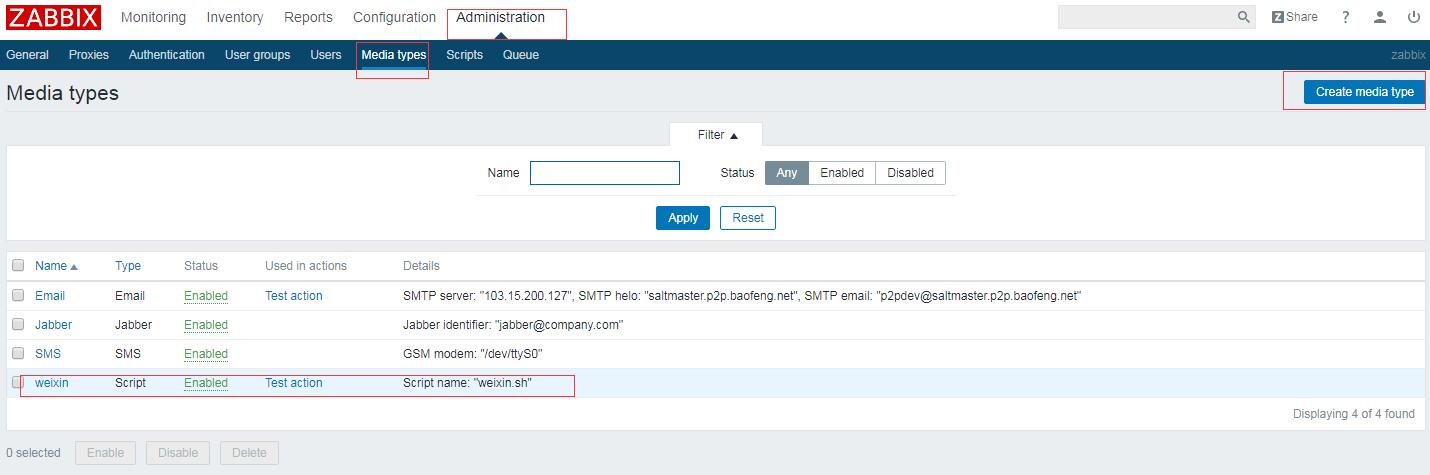 ZABBIX Monitoring Inventory Reports Configuration Administration Z Share ?
General Proxies Authentication User groups Users Media types Scripts Queue zabbix
Media types Create media type
Filter
Name Status Any Enabled Disabled
Apply Reset
Name Type Status Used in actions Details
Email Email Enabled Test action SMTP server: "103.15.200.127", SMTP helo: "saltmaster.p2p.baofeng.net", SMTP email: "p2pdev@saltmaster.p2p.baofeng.net"
Jabber Jabber Enabled Jabber identifier: "jabber@company.com"
SMS SMS Enabled GSM modem: "/dev/ttyS0"
weixin Script Enabled Test action Script name: "weixin.sh"
Displaying 4 of 4 found
0 selected Enable Disable Delete